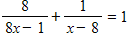 8/(8x − 1) + 1/(x − 8) = 1